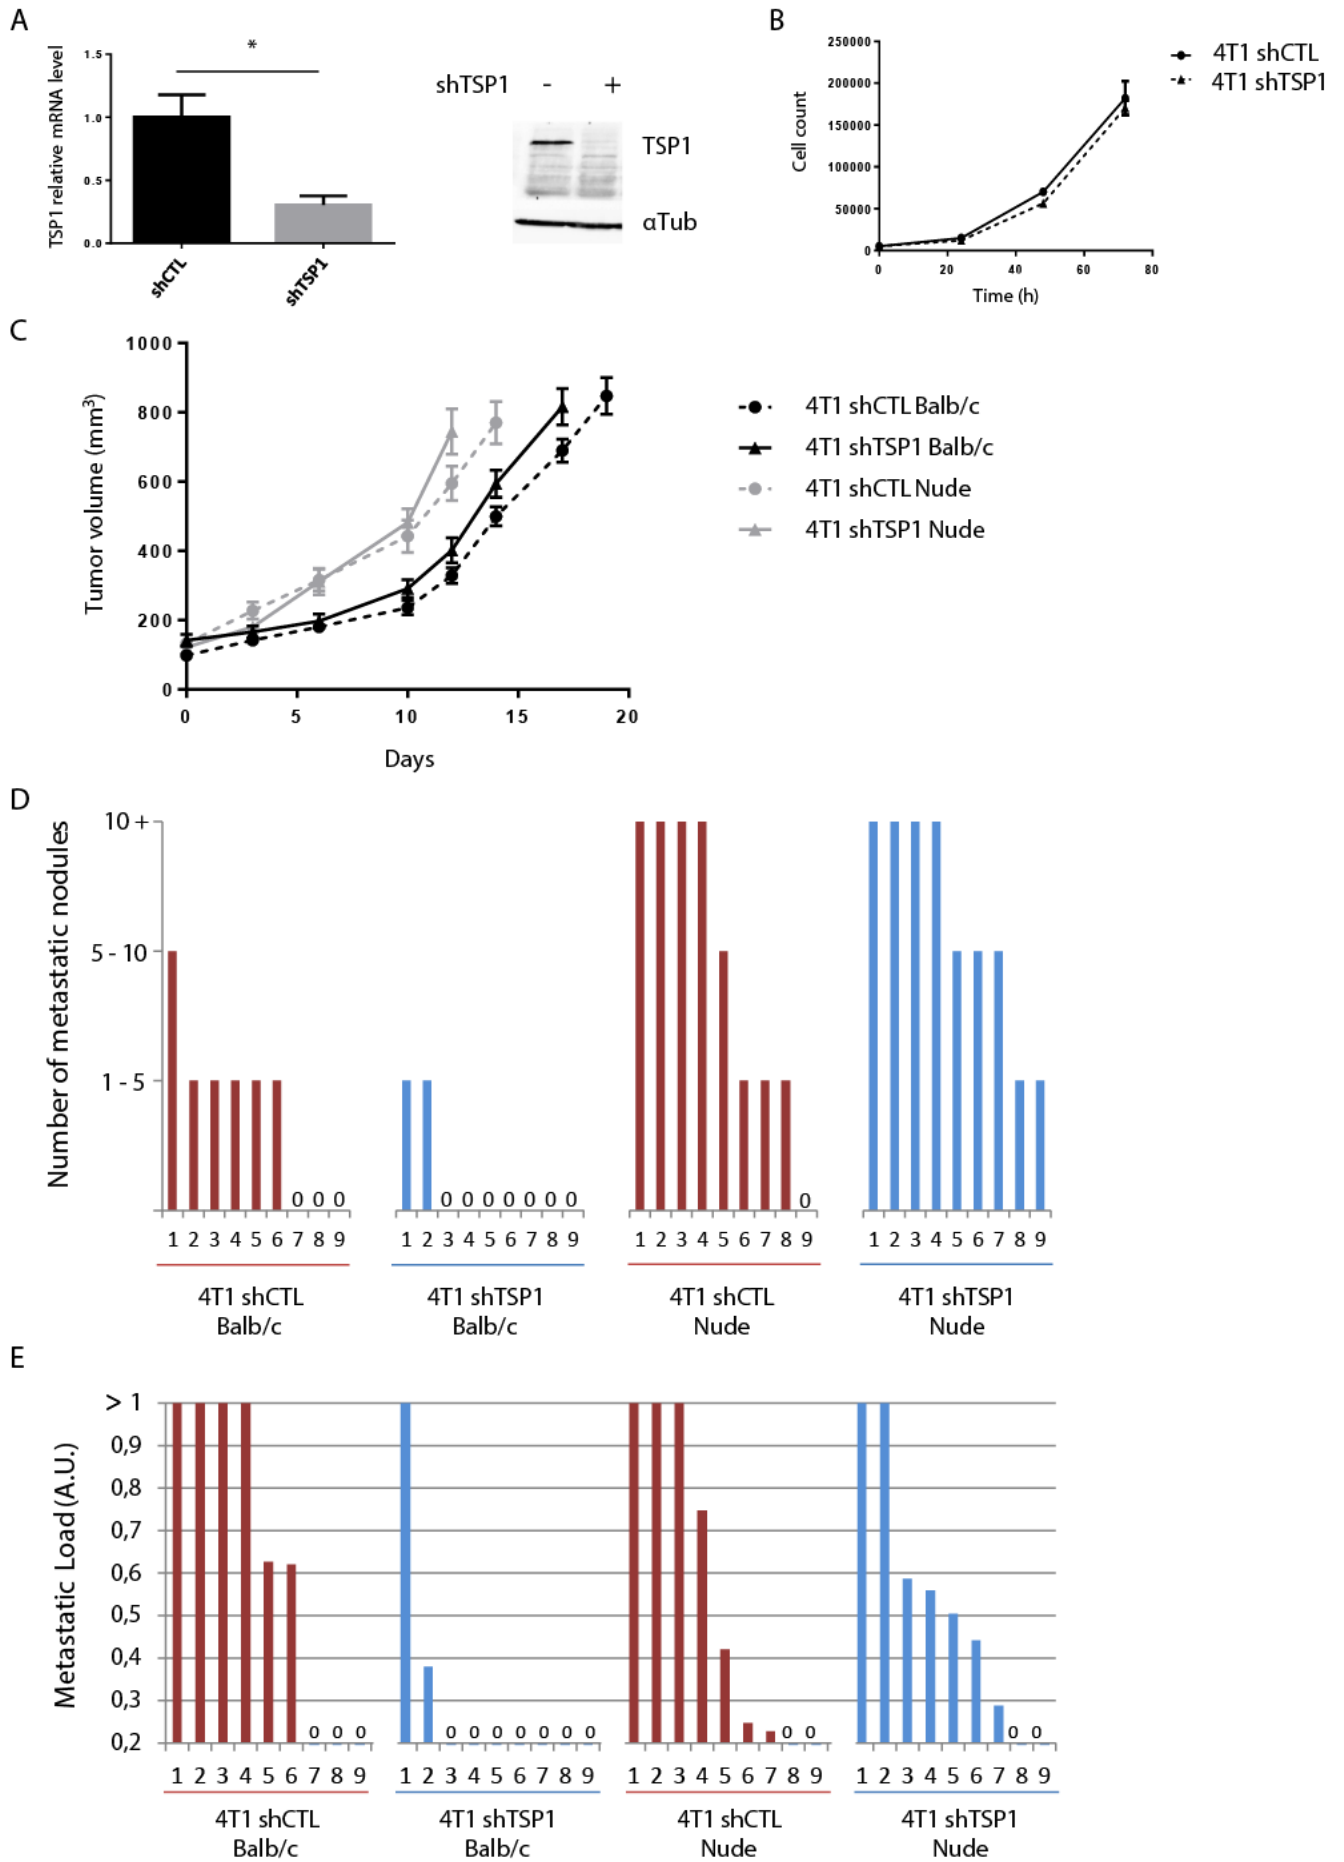 A
TSP1 relative mRNA level
1.5
1.0
0.5
0.0
*
shCTL
shTSP1
shTSP1 - +
TSP1
αTub
B
Cell count
250000
200000
150000
100000
50000
0
0 20 40 60 80
Time (h)
4T1 shCTL
4T1 shTSP1
C
Tumor volume (mm³)
1000
800
600
400
200
0
0 5 10 15 20
Days
4T1 shCTL Balb/c
4T1 shTSP1 Balb/c
4T1 shCTL Nude
4T1 shTSP1 Nude
D
Number of metastatic nodules
10 +
5 - 10
1 - 5
0 0 0 0 0 0 0 0 0 0 0
1 2 3 4 5 6 7 8 9 1 2 3 4 5 6 7 8 9 1 2 3 4 5 6 7 8 9 1 2 3 4 5 6 7 8 9
4T1 shCTL 4T1 shTSP1 4T1 shCTL 4T1 shTSP1
Balb/c Balb/c Nude Nude
E
Metastatic Load (A.U.)
> 1
0,9
0,8
0,7
0,6
0,5
0,4
0,3
0,2
0 0 0 0 0 0 0 0 0 0 0 0 0 0
1 2 3 4 5 6 7 8 9 1 2 3 4 5 6 7 8 9 1 2 3 4 5 6 7 8 9 1 2 3 4 5 6 7 8 9
4T1 shCTL 4T1 shTSP1 4T1 shCTL 4T1 shTSP1
Balb/c Balb/c Nude Nude